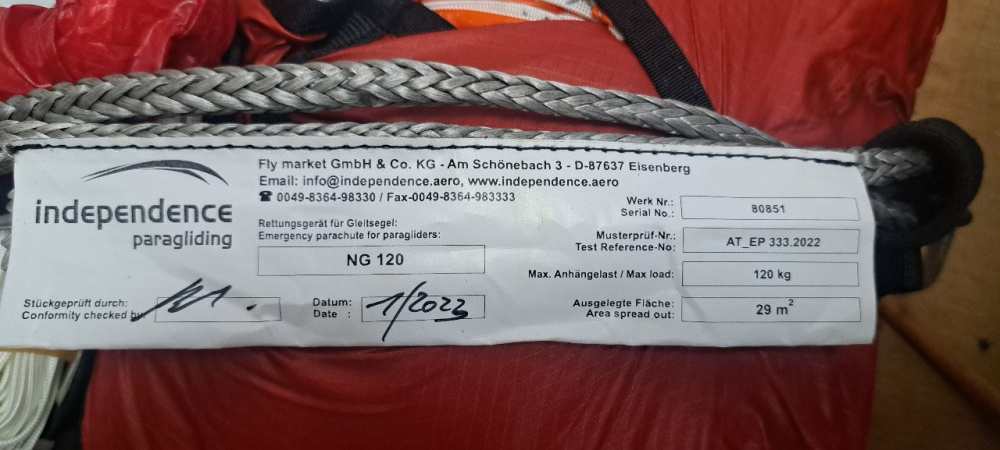 Fly market GmbH & Co. KG - Am Schönebach 3 - D-87637 Eisenberg
Email: info@independence.aero, www.independence.aero
☎ 0049-8364-98330 / Fax-0049-8364-983333
independence
paragliding
Rettungsgerät für Gleitsegel:
Emergency parachute for paragliders:
NG 120
Stückgeprüft durch:
Conformity checked by
Datum:
Date :
1/2023
Werk Nr.:
Serial No.:
80851
Musterprüf-Nr.:
Test Reference-No:
AT_EP 333.2022
Max. Anhängelast / Max load:
120 kg
Ausgelegte Fläche:
Area spread out:
29 m²